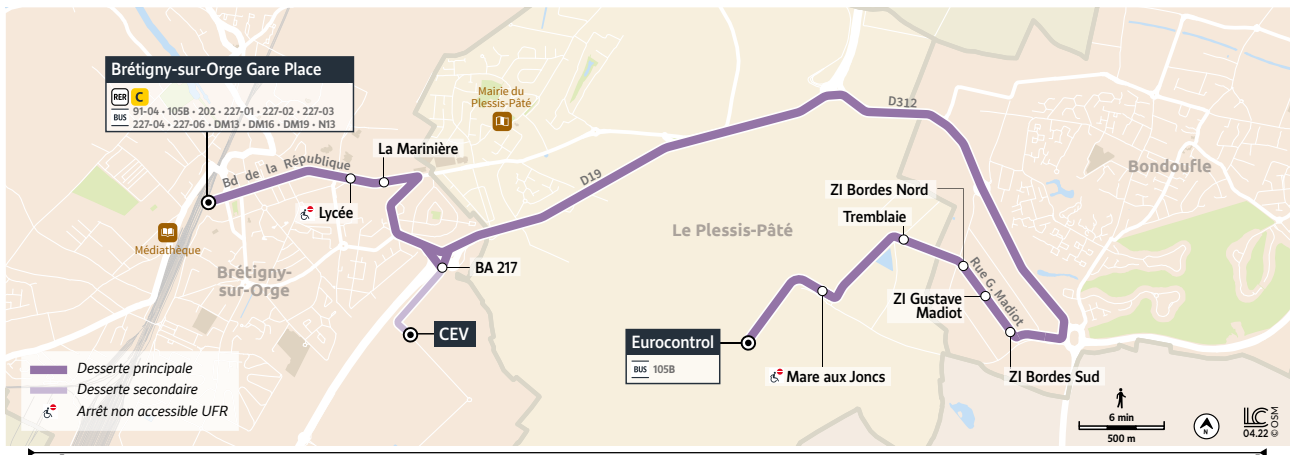 Brétigny-sur-Orge Gare Place
RER C
BUS 91-04 • 105B • 202 • 227-01 • 227-02 • 227-03
227-04 • 227-06 • DM13 • DM16 • DM19 • N13
Mairie du
Plessis-Pâté
D312
La Marinière
Bd de la République
Bondoufle
D19
ZI Bordes Nord
Lycée
Tremblaie
Médiathèque
Le Plessis-Pâté
Brétigny-
sur-Orge
BA 217
Rue G. Madiot
ZI Gustave
Madiot
CEV
Eurocontrol
BUS 105B
Mare aux Joncs
ZI Bordes Sud
Desserte principale
Desserte secondaire
Arrêt non accessible UFR
6 min
500 m
N
LC
04.22
© OSM